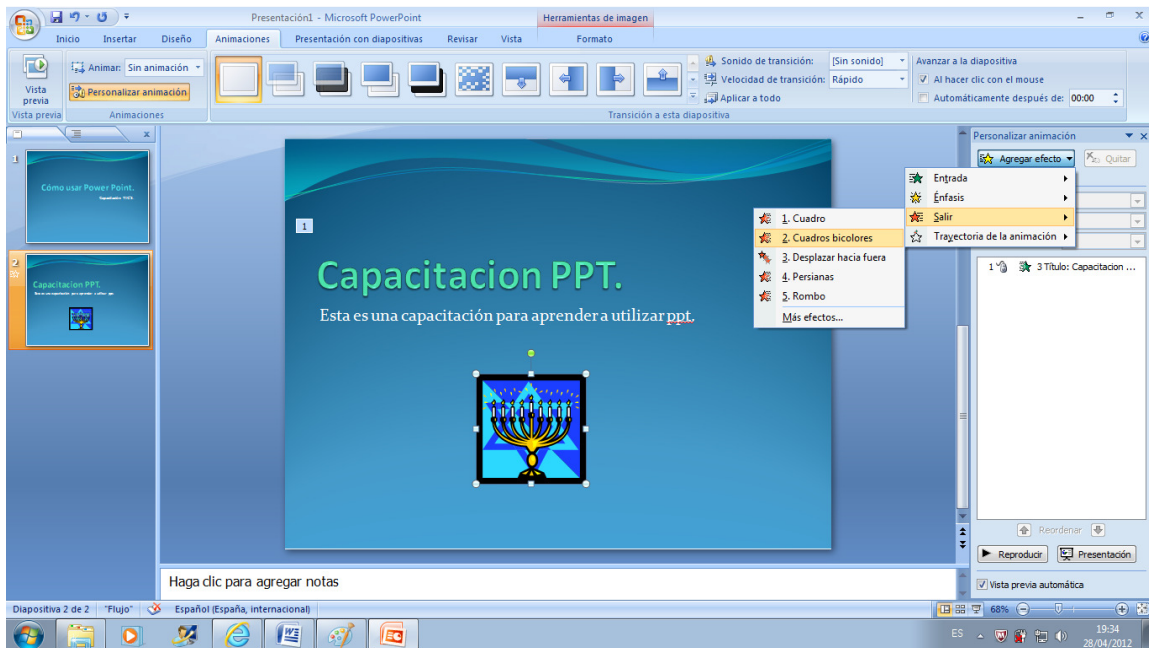 Presentación1 - Microsoft PowerPoint
Herramientas de imagen
Inicio Insertar Diseño Animaciones Presentación con diapositivas Revisar Vista Formato
Vista previa
Animar: Sin animación
Personalizar animación
Sonido de transición: [Sin sonido]
Velocidad de transición: Rápido
Aplicar a todo
Avanzar a la diapositiva
Al hacer clic con el mouse
Automáticamente después de: 00:00
Vista previa Animaciones Transición a esta diapositiva
1
Cómo usar Power Point.
2
Capacitacion PPT.
1
Capacitacion PPT.
Esta es una capacitación para aprender a utilizar ppt.
1. Cuadro
2. Cuadros bicolores
3. Desplazar hacia fuera
4. Persianas
5. Rombo
Más efectos...
Personalizar animación
Agregar efecto Quitar
Entrada
Énfasis
Salir
Trayectoria de la animación
1 3 Título: Capacitacion ...
Reordenar
Reproducir Presentación
Vista previa automática
Haga clic para agregar notas
Diapositiva 2 de 2 "Flujo" Español (España, internacional) 68%
ES 19:34
28/04/2012